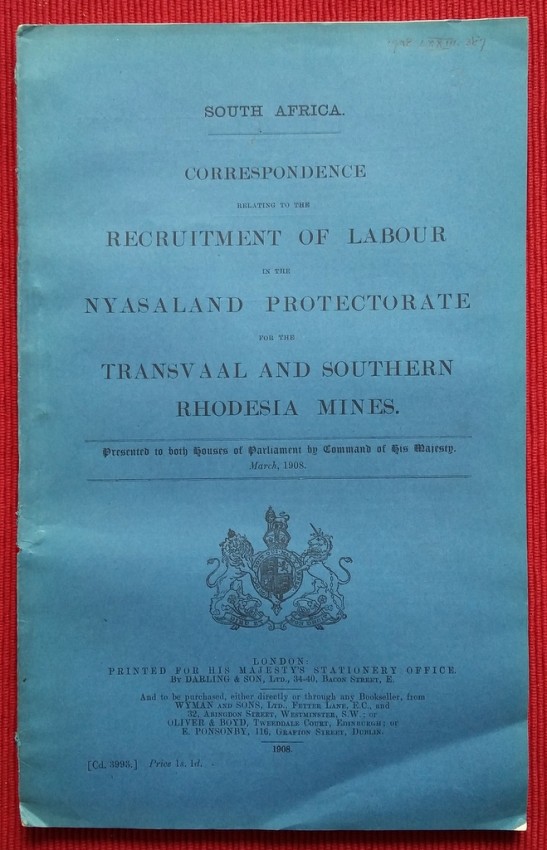 SOUTH AFRICA.
CORRESPONDENCE
RELATING TO THE
RECRUITMENT OF LABOUR
IN THE
NYASALAND PROTECTORATE
FOR THE
TRANSVAAL AND SOUTHERN
RHODESIA MINES.
Presented to both Houses of Parliament by Command of His Majesty.
March, 1908.
LONDON:
PRINTED FOR HIS MAJESTY'S STATIONERY OFFICE,
BY DARLING & SON, LTD., 34-40, BACON STREET, E.
And to be purchased, either directly or through any Bookseller, from
WYMAN AND SONS, LTD., FETTER LANE, E.C., and
32, ABINGDON STREET, WESTMINSTER, S.W.; or
OLIVER & BOYD, TWEEDDALE COURT, EDINBURGH; or
E. PONSONBY, 116, GRAFTON STREET, DUBLIN.
1908.
[Cd. 3993.] Price 1s. 1d.